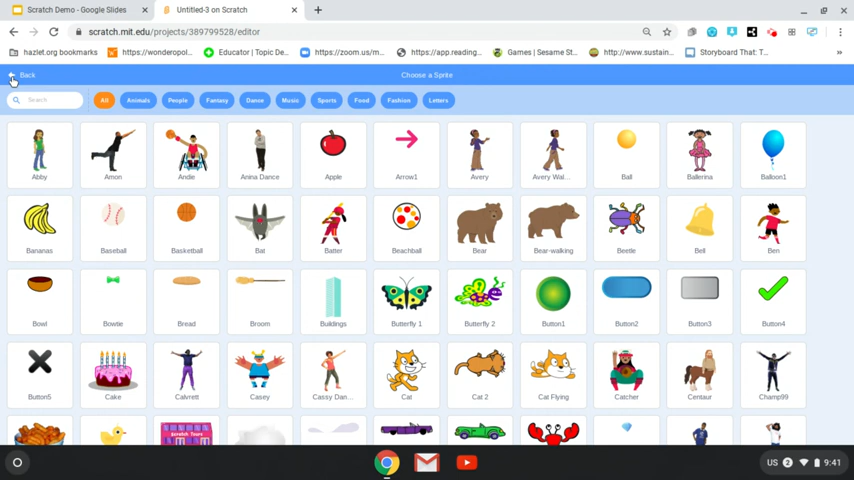 Scratch Demo - Google Slides
Untitled-3 on Scratch
scratch.mit.edu/projects/389799528/editor
hazlet.org bookmarks
https://wonderopol...
Educator | Topic De...
https://zoom.us/m...
https://app.reading...
Games | Sesame St...
http://www.sustain...
Storyboard That: T...
Back
Choose a Sprite
Search
All
Animals
People
Fantasy
Dance
Music
Sports
Food
Fashion
Letters
Abby
Amon
Andie
Anina Dance
Apple
Arrow1
Avery
Avery Wal...
Ball
Ballerina
Balloon1
Bananas
Baseball
Basketball
Bat
Batter
Beachball
Bear
Bear-walking
Beetle
Bell
Ben
Bowl
Bowtie
Bread
Broom
Buildings
Butterfly 1
Butterfly 2
Button1
Button2
Button3
Button4
Button5
Cake
Calvrett
Casey
Cassy Dan...
Cat
Cat 2
Cat Flying
Catcher
Centaur
Champ99
Scratch Tours
US
2
9:41